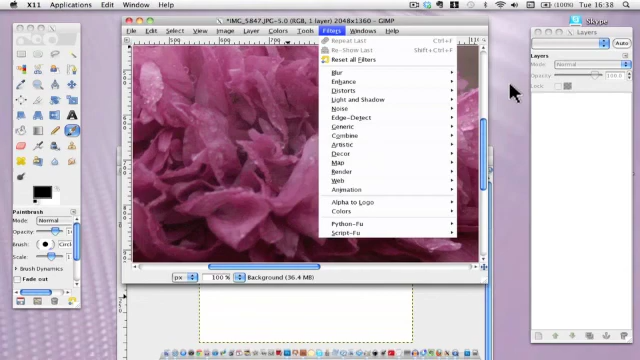 X11 Applications Edit Window Help
(100%) Tue 16:38
Skype
*IMG_5847.JPC-5.0 (RGB, 1 layer) 2048x1360 – GIMP
File Edit Select View Image Layer Colors Tools Filters Windows Help
Repeat Last Ctrl+F
Re-Show Last Shift+Ctrl+F
Reset all Filters
Blur
Enhance
Distorts
Light and Shadow
Noise
Edge-Detect
Generic
Combine
Artistic
Decor
Map
Render
Web
Animation
Alpha to Logo
Colors
Python-Fu
Script-Fu
px 100 % Background (36.4 MB)
Paintbrush
Mode: Normal
Opacity:
Brush: Circl
Scale:
Brush Dynamics
Fade out
Layers
Auto
Layers
Mode: Normal
Opacity: 100.0
Lock: